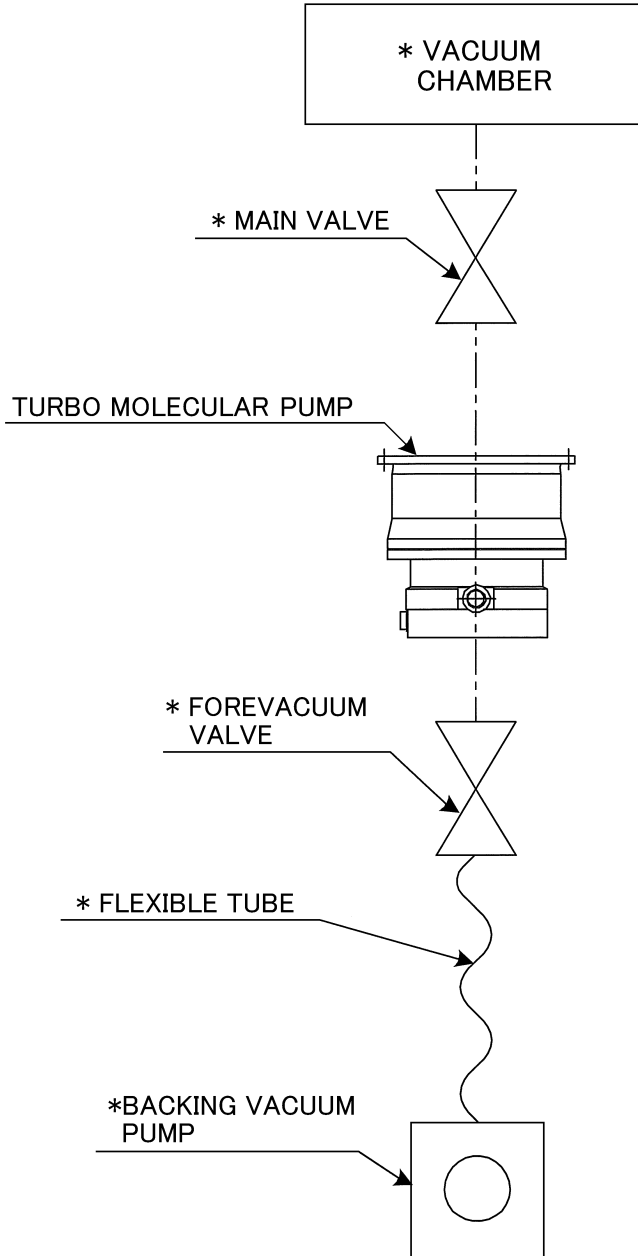 * VACUUM
CHAMBER
* MAIN VALVE
TURBO MOLECULAR PUMP
* FOREVACUUM
VALVE
* FLEXIBLE TUBE
*BACKING VACUUM
PUMP